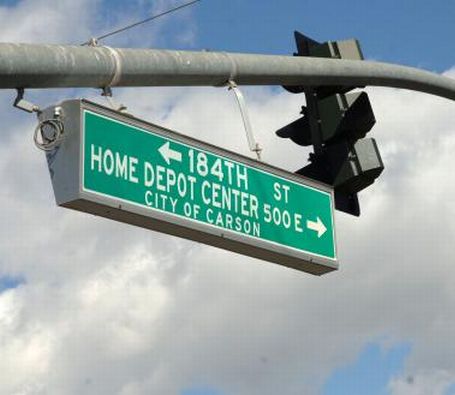 ← 184TH ST
HOME DEPOT CENTER 500 E →
CITY OF CARSON